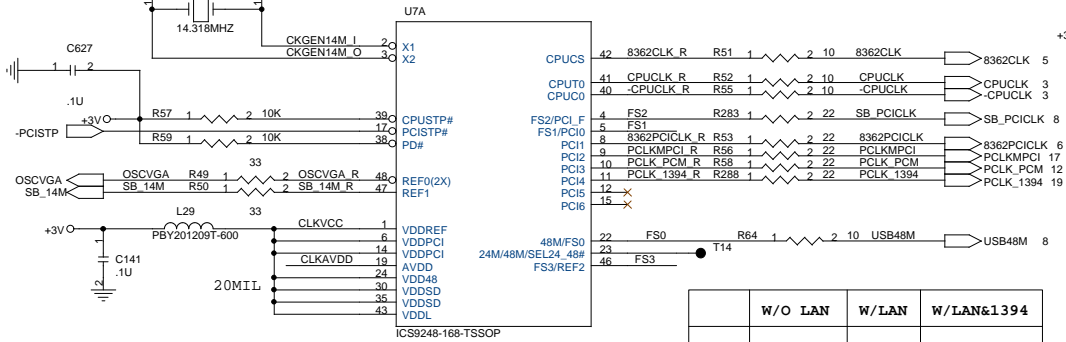 U7A
1
1
14.318MHZ
CKGEN14M_I 2 X1
CKGEN14M_O 3 X2
CPUCS 42 8362CLK_R R51 1 2 10 8362CLK 8362CLK 5
+3
C627
1 2
.1U
CPUT0 41 CPUCLK_R R52 1 2 10 CPUCLK CPUCLK 3
CPUC0 40 -CPUCLK_R R55 1 2 10 -CPUCLK -CPUCLK 3
+3V R57 1 2 10K 39 CPUSTP#
-PCISTP 17 PCISTP#
R59 1 2 10K 38 PD#
FS2/PCI_F 4 FS2 R283 1 2 22 SB_PCICLK SB_PCICLK 8
FS1/PCI0 5 FS1
PCI1 8 8362PCICLK_R R53 1 2 22 8362PCICLK 8362PCICLK 6
PCI2 9 PCLKMPCI_R R56 1 2 22 PCLKMPCI PCLKMPCI 17
PCI3 10 PCLK_PCM_R R58 1 2 22 PCLK_PCM PCLK_PCM 12
PCI4 11 PCLK_1394_R R288 1 2 22 PCLK_1394 PCLK_1394 19
PCI5 12
PCI6 15
33
OSCVGA OSCVGA R49 1 2 OSCVGA_R 48 REF0(2X)
SB_14M SB_14M R50 1 2 SB_14M_R 47 REF1
33
L29
+3V PBY201209T-600
CLKVCC 1 VDDREF
6 VDDPCI
14 VDDPCI
CLKAVDD 19 AVDD
24 VDD48
30 VDDSD
35 VDDSD
43 VDDL
C141
.1U
1
2
20MIL
48M/FS0 22 FS0 R64 1 2 10 USB48M USB48M 8
24M/48M/SEL24_48# 23 T14
FS3/REF2 46 FS3
ICS9248-168-TSSOP
W/O LAN W/LAN W/LAN&1394